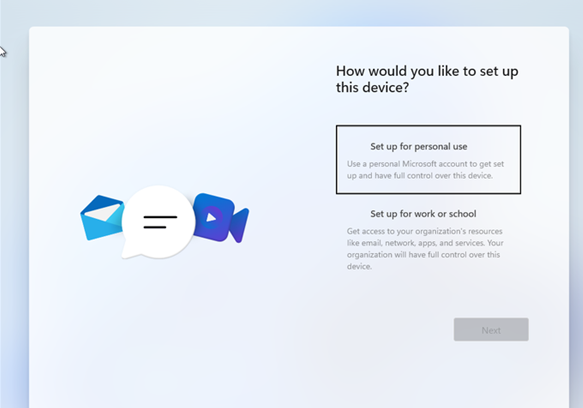 How would you like to set up
this device?
Set up for personal use
Use a personal Microsoft account to get set
up and have full control over this device.
Set up for work or school
Get access to your organization's resources
like email, network, apps, and services. Your
organization will have full control over this
device.
Next